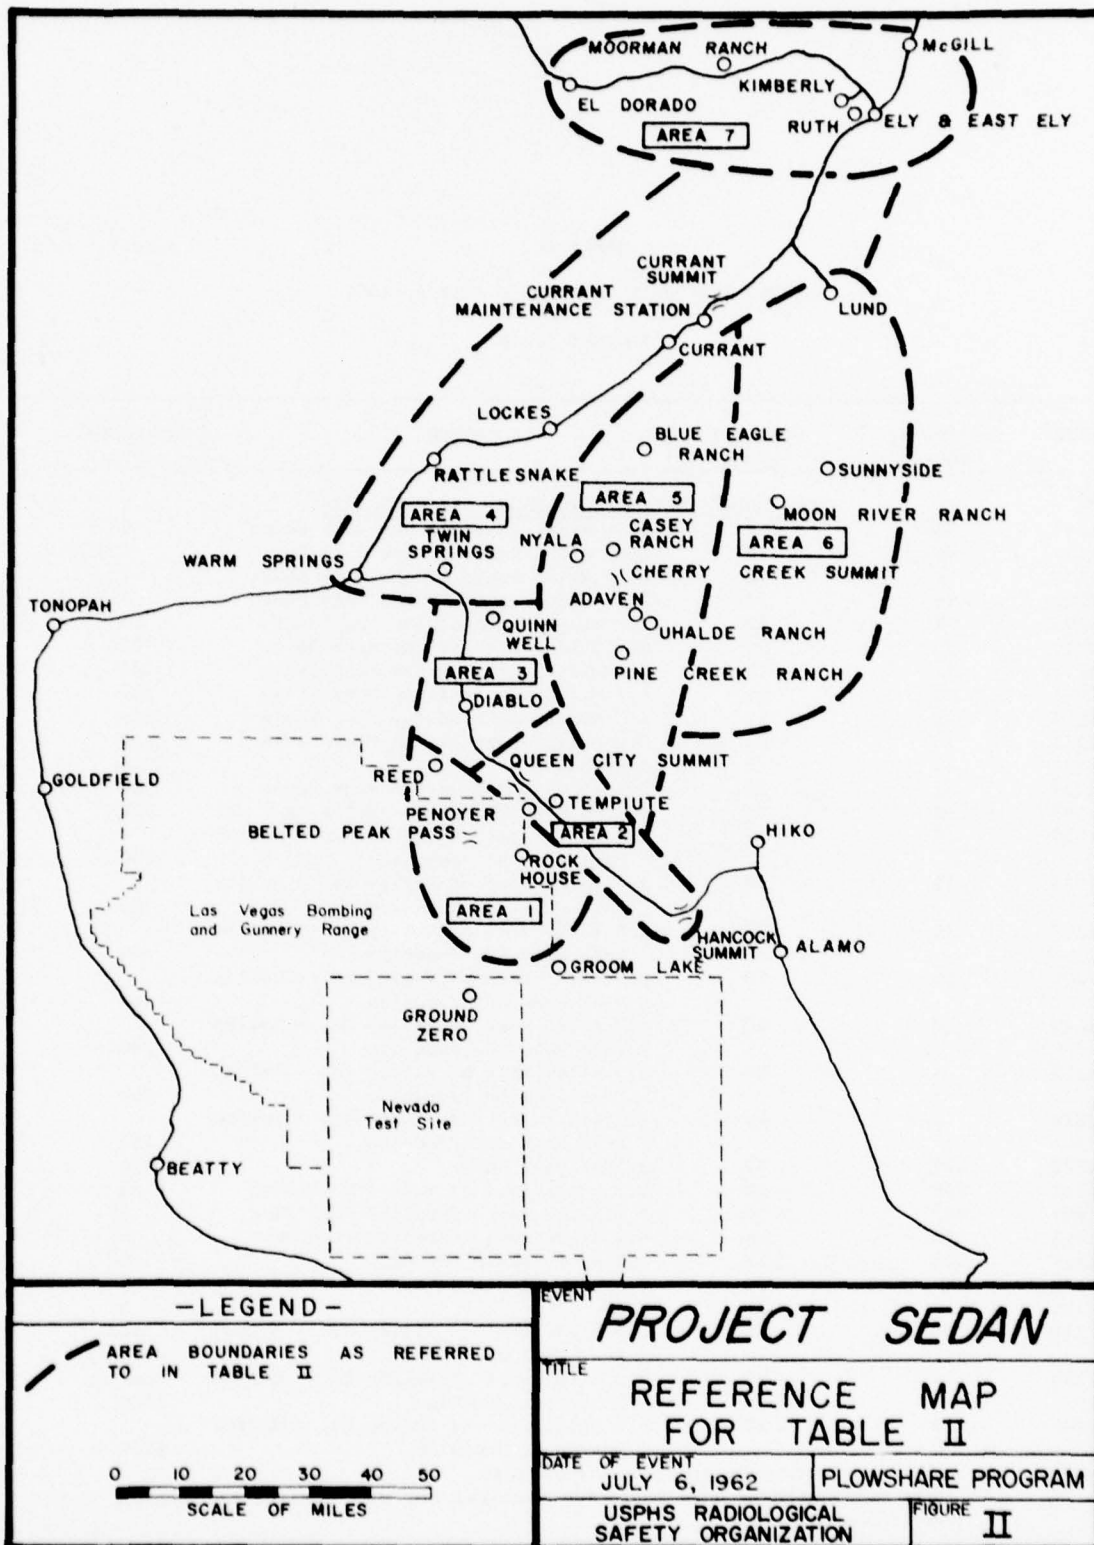 MOORMAN RANCH
McGILL
KIMBERLY
EL DORADO
RUTH
ELY & EAST ELY
AREA 7
CURRANT
SUMMIT
CURRANT
MAINTENANCE STATION
LUND
CURRANT
LOCKES
BLUE EAGLE
RANCH
RATTLESNAKE
SUNNYSIDE
AREA 5
AREA 4
MOON RIVER RANCH
TWIN
SPRINGS
NYALA
CASEY
RANCH
AREA 6
WARM SPRINGS
CHERRY CREEK SUMMIT
TONOPAH
ADAVEN
QUINN
WELL
UHALDE RANCH
AREA 3
PINE CREEK RANCH
DIABLO
QUEEN CITY SUMMIT
REED
GOLDFIELD
TEMPIUTE
PENOYER
BELTED PEAK PASS
AREA 2
HIKO
ROCK
HOUSE
AREA 1
Las Vegas Bombing
and Gunnery Range
HANCOCK
SUMMIT
ALAMO
GROOM LAKE
GROUND
ZERO
Nevada
Test Site
BEATTY
-LEGEND-
AREA BOUNDARIES AS REFERRED
TO IN TABLE II
0 10 20 30 40 50
SCALE OF MILES
EVENT
PROJECT SEDAN
TITLE
REFERENCE MAP
FOR TABLE II
DATE OF EVENT
JULY 6, 1962
PLOWSHARE PROGRAM
USPHS RADIOLOGICAL
SAFETY ORGANIZATION
FIGURE II